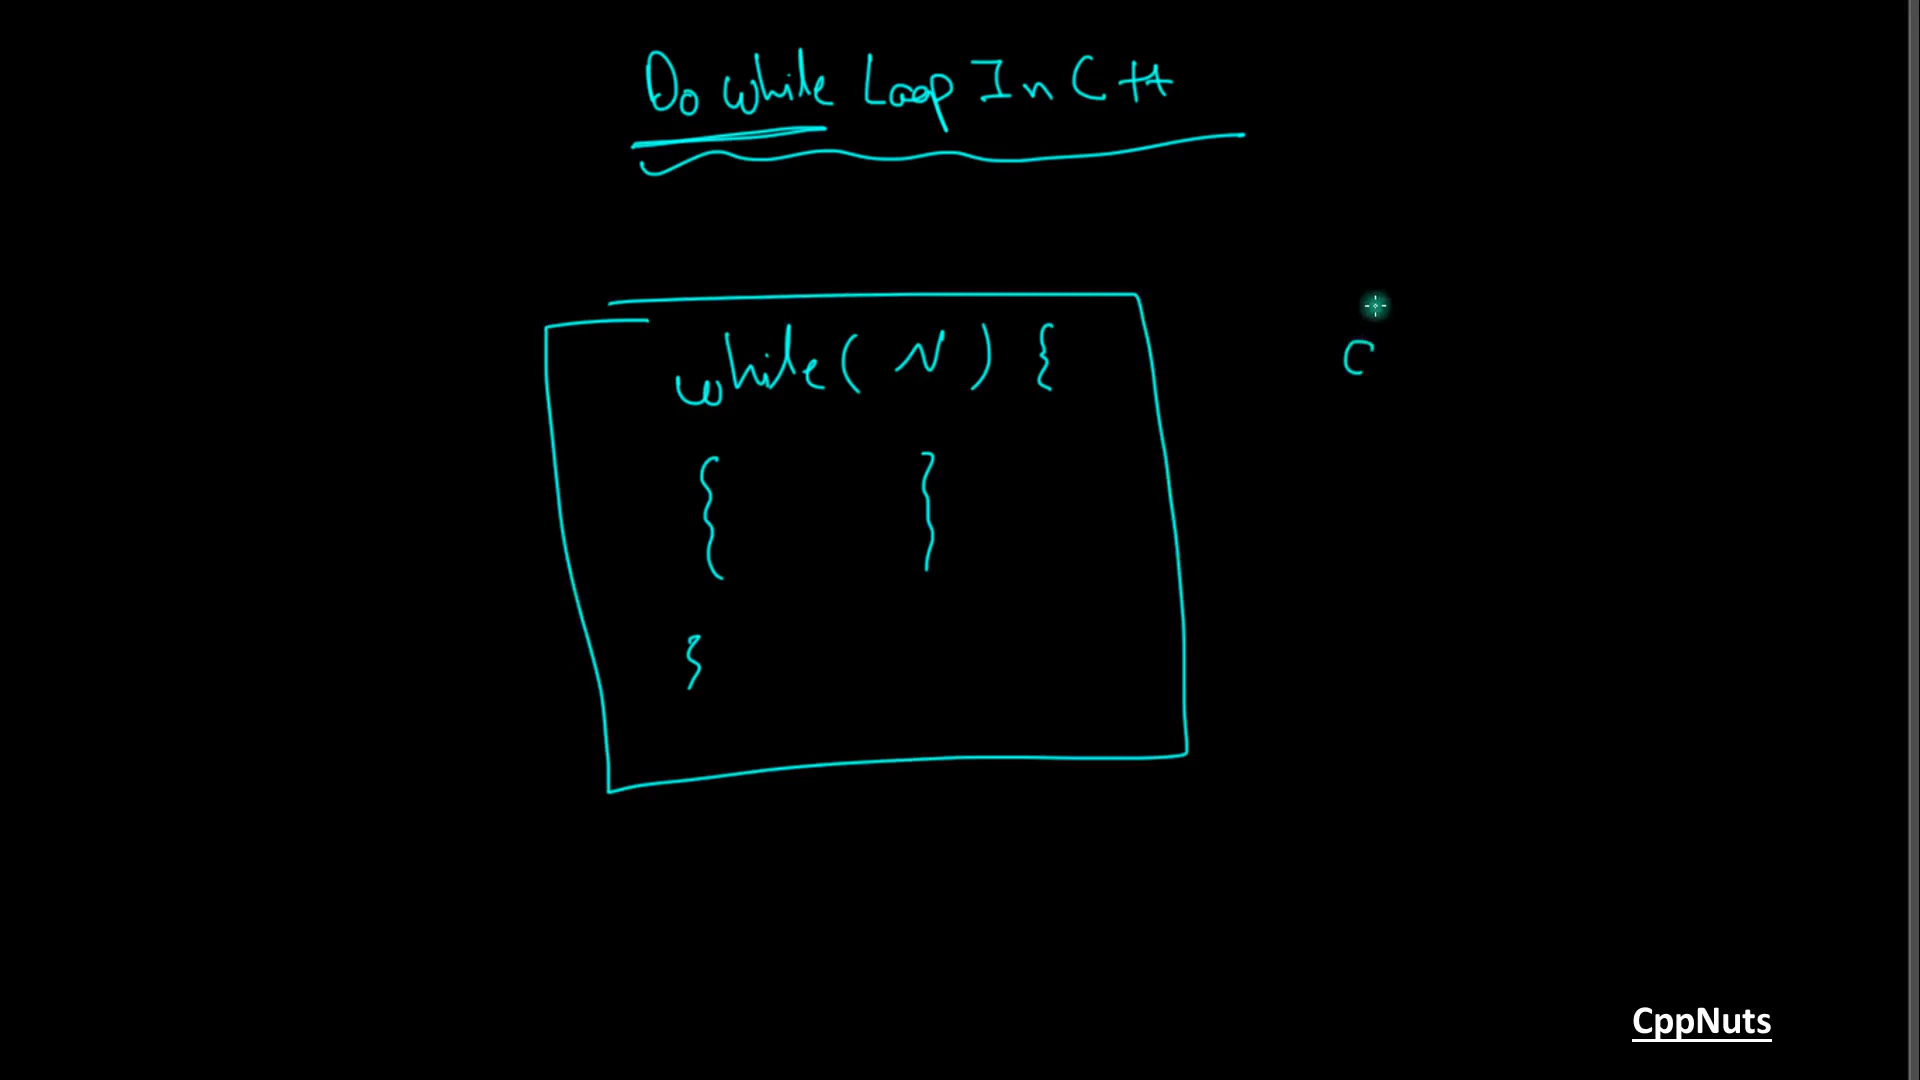 Do while Loop In C++
while ( N ) {
C
{ }
}
CppNuts